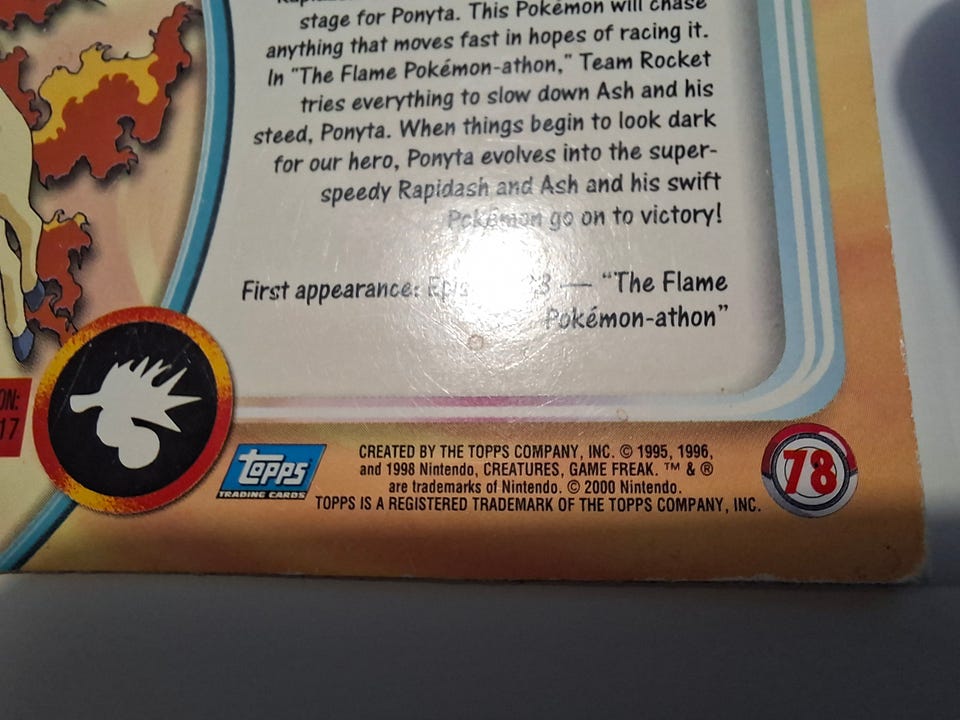 stage for Ponyta. This Pokémon will chase
anything that moves fast in hopes of racing it.
In "The Flame Pokémon-athon," Team Rocket
tries everything to slow down Ash and his
steed, Ponyta. When things begin to look dark
for our hero, Ponyta evolves into the super-
speedy Rapidash and Ash and his swift
Pokémon go on to victory!
First appearance: 3 — "The Flame
Pokémon-athon"
ON:
17
topps
TRADING CARDS
CREATED BY THE TOPPS COMPANY, INC. © 1995, 1996,
and 1998 Nintendo, CREATURES, GAME FREAK. ™ & ®
are trademarks of Nintendo. © 2000 Nintendo.
TOPPS IS A REGISTERED TRADEMARK OF THE TOPPS COMPANY, INC.
78